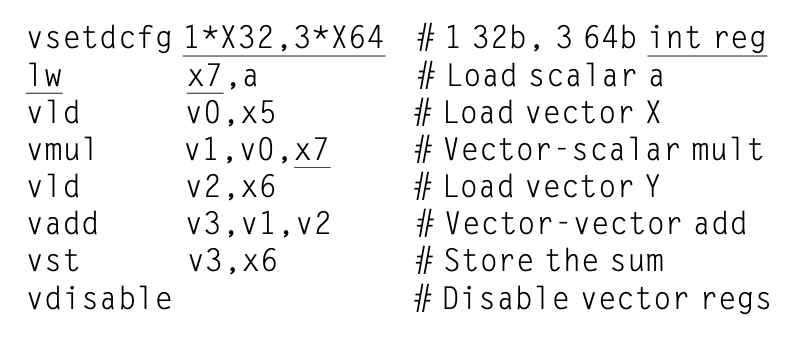 vsetdcfg 1*X32,3*X64 # 1 32b, 3 64b int reg
lw x7,a # Load scalar a
vld v0,x5 # Load vector X
vmul v1,v0,x7 # Vector-scalar mult
vld v2,x6 # Load vector Y
vadd v3,v1,v2 # Vector-vector add
vst v3,x6 # Store the sum
vdisable # Disable vector regs